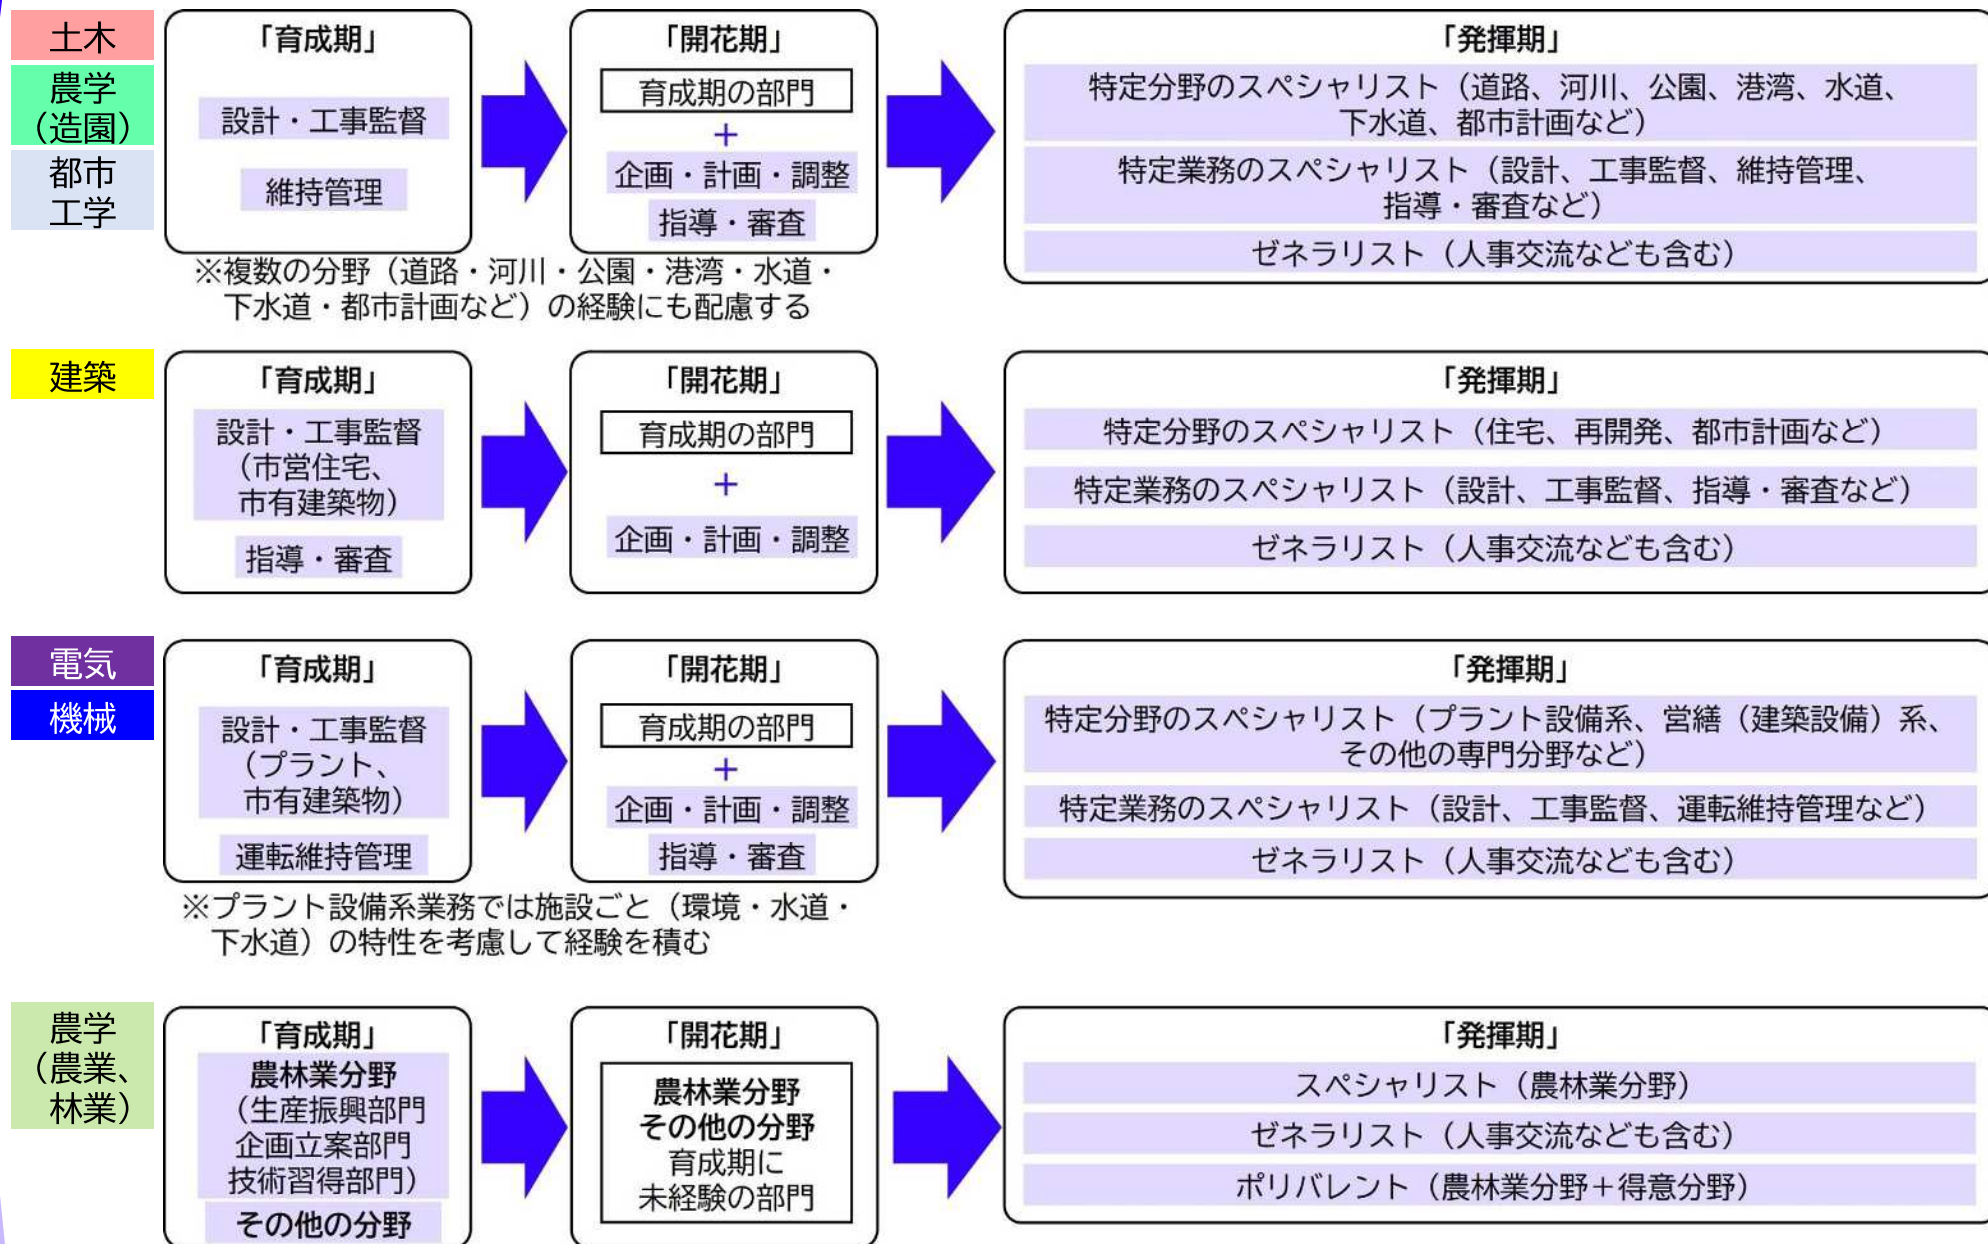 土木
農学
（造園）
都市
工学
「育成期」
設計・工事監督
維持管理
「開花期」
育成期の部門
＋
企画・計画・調整
指導・審査
「発揮期」
特定分野のスペシャリスト（道路、河川、公園、港湾、水道、
下水道、都市計画など）
特定業務のスペシャリスト（設計、工事監督、維持管理、
指導・審査など）
ゼネラリスト（人事交流なども含む）
※複数の分野（道路・河川・公園・港湾・水道・
下水道・都市計画など）の経験にも配慮する
建築
「育成期」
設計・工事監督
（市営住宅、
市有建築物）
指導・審査
「開花期」
育成期の部門
＋
企画・計画・調整
「発揮期」
特定分野のスペシャリスト（住宅、再開発、都市計画など）
特定業務のスペシャリスト（設計、工事監督、指導・審査など）
ゼネラリスト（人事交流なども含む）
電気
機械
「育成期」
設計・工事監督
（プラント、
市有建築物）
運転維持管理
「開花期」
育成期の部門
＋
企画・計画・調整
指導・審査
「発揮期」
特定分野のスペシャリスト（プラント設備系、営繕（建築設備）系、
その他の専門分野など）
特定業務のスペシャリスト（設計、工事監督、運転維持管理など）
ゼネラリスト（人事交流なども含む）
※プラント設備系業務では施設ごと（環境・水道・
下水道）の特性を考慮して経験を積む
農学
（農業、
林業）
「育成期」
農林業分野
（生産振興部門
企画立案部門
技術習得部門）
その他の分野
「開花期」
農林業分野
その他の分野
育成期に
未経験の部門
「発揮期」
スペシャリスト（農林業分野）
ゼネラリスト（人事交流なども含む）
ポリバレント（農林業分野＋得意分野）